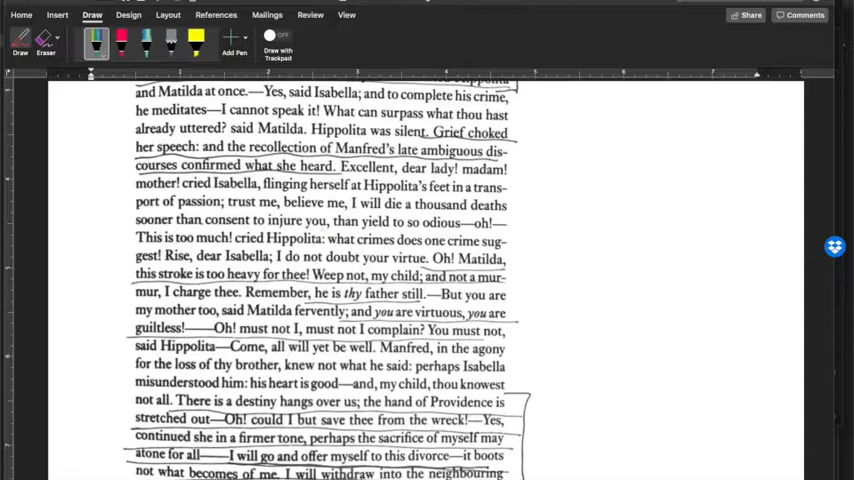 Home Insert Draw Design Layout References Mailings Review View
Share Comments
OFF
Draw Eraser Add Pen Draw with
Trackpad
1 2 3 4 5 6 7
and Matilda at once.—Yes, said Isabella; and to complete his crime,
he meditates—I cannot speak it! What can surpass what thou hast
already uttered? said Matilda. Hippolita was silent. Grief choked
her speech: and the recollection of Manfred's late ambiguous dis-
courses confirmed what she heard. Excellent, dear lady! madam!
mother! cried Isabella, flinging herself at Hippolita's feet in a trans-
port of passion; trust me, believe me, I will die a thousand deaths
sooner than consent to injure you, than yield to so odious—oh!—
This is too much! cried Hippolita: what crimes does one crime sug-
gest! Rise, dear Isabella; I do not doubt your virtue. Oh! Matilda,
this stroke is too heavy for thee! Weep not, my child; and not a mur-
mur, I charge thee. Remember, he is thy father still.—But you are
my mother too, said Matilda fervently; and you are virtuous, you are
guiltless!——Oh! must not I, must not I complain? You must not,
said Hippolita—Come, all will yet be well. Manfred, in the agony
for the loss of thy brother, knew not what he said: perhaps Isabella
misunderstood him: his heart is good—and, my child, thou knowest
not all. There is a destiny hangs over us; the hand of Providence is
stretched out—Oh! could I but save thee from the wreck!—Yes,
continued she in a firmer tone, perhaps the sacrifice of myself may
atone for all——I will go and offer myself to this divorce—it boots
not what becomes of me. I will withdraw into the neighbouring